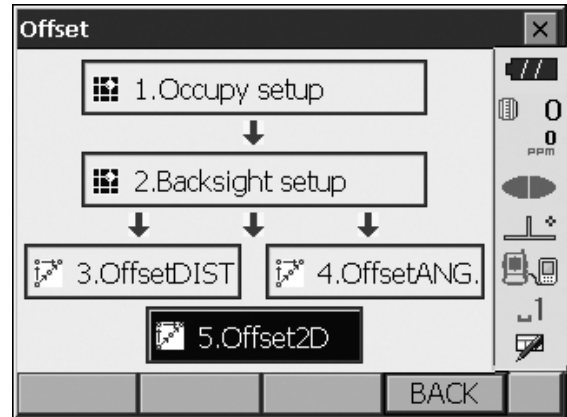 Offset
1.Occupy setup
0
0
ppm
2.Backsight setup
3.OffsetDIST
4.OffsetANG.
1
5.Offset2D
BACK